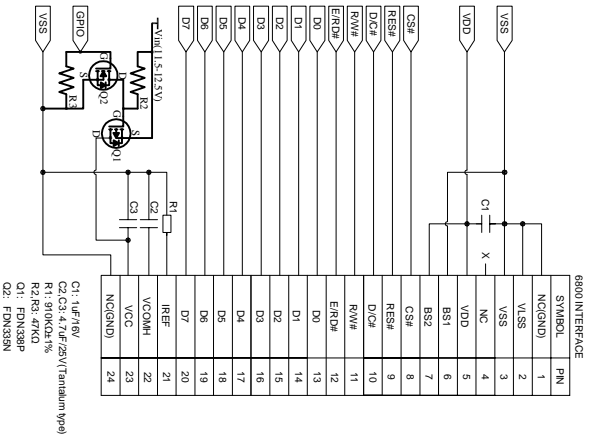 6800 INTERFACE
SYMBOL PIN
NC(GND) 1
VLSS 2
VSS 3
NC 4
VDD 5
BS1 6
BS2 7
CS# 8
RES# 9
D/C# 10
R/W# 11
E/RD# 12
D0 13
D1 14
D2 15
D3 16
D4 17
D5 18
D6 19
D7 20
IREF 21
VCOMH 22
VCC 23
NC(GND) 24
VSS
VDD
C1
X
CS#
RES#
D/C#
R/W#
E/RD#
D0
D1
D2
D3
D4
D5
D6
D7
Vin(11.5-12.5V)
GPIO
VSS
R2
R3
G
D
S
Q2
G
S
D
Q1
R1
C2
C3
C1: 1uF/16V
C2,C3: 4.7uF/25V(Tantalum type)
R1: 910KΩ±1%
R2,R3: 47KΩ
Q1: FDN338P
Q2: FDN335N